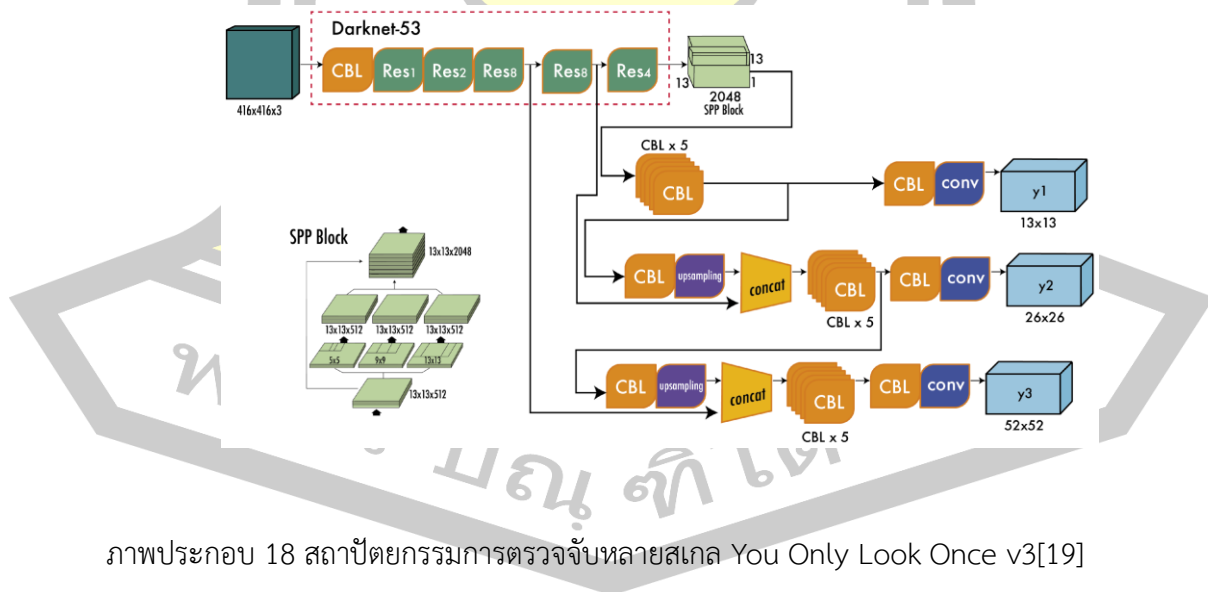 Darknet-53
CBL Res1 Res2 Res8 Res8 Res4
416x416x3
13
13 1
2048
SPP Block
CBL x 5
CBL
CBL conv y1
13x13
SPP Block
13x13x2048
13x13x512 13x13x512 13x13x512
5x5 9x9 13x13
13x13x512
CBL upsampling concat CBL CBL conv y2
CBL x 5
26x26
CBL upsampling concat CBL CBL conv y3
CBL x 5
52x52
ภาพประกอบ 18 สถาปัตยกรรมการตรวจจับหลายสเกล You Only Look Once v3[19]